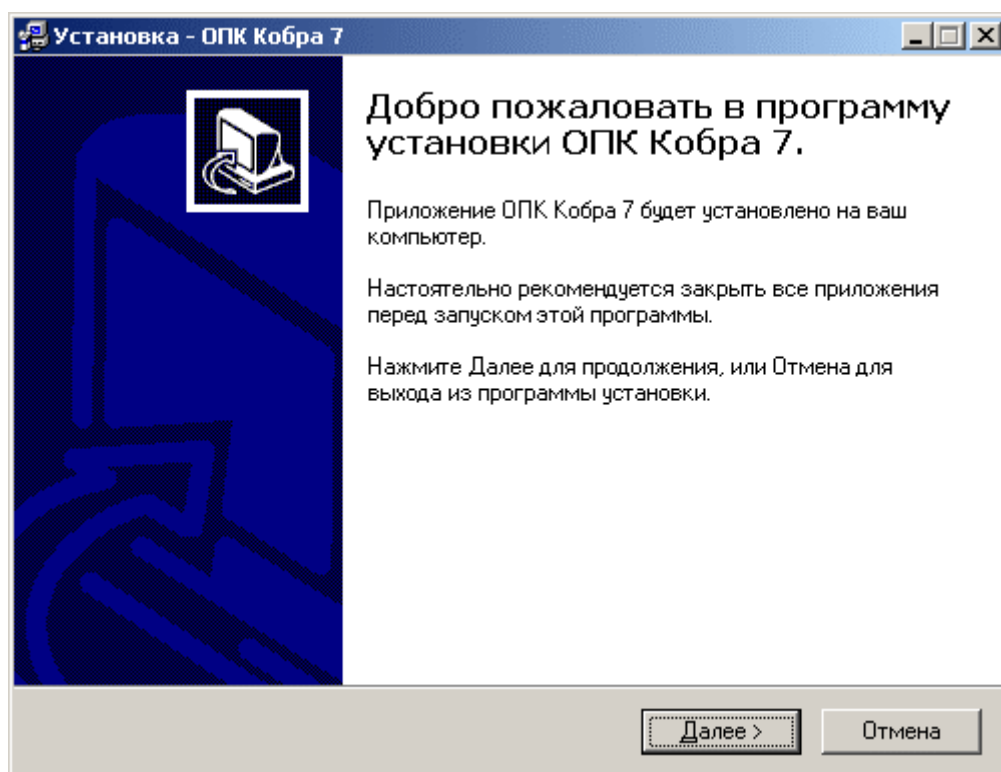 Установка - ОПК Кобра 7
Добро пожаловать в программу
установки ОПК Кобра 7.
Приложение ОПК Кобра 7 будет установлено на ваш
компьютер.
Настоятельно рекомендуется закрыть все приложения
перед запуском этой программы.
Нажмите Далее для продолжения, или Отмена для
выхода из программы установки.
Далее >
Отмена